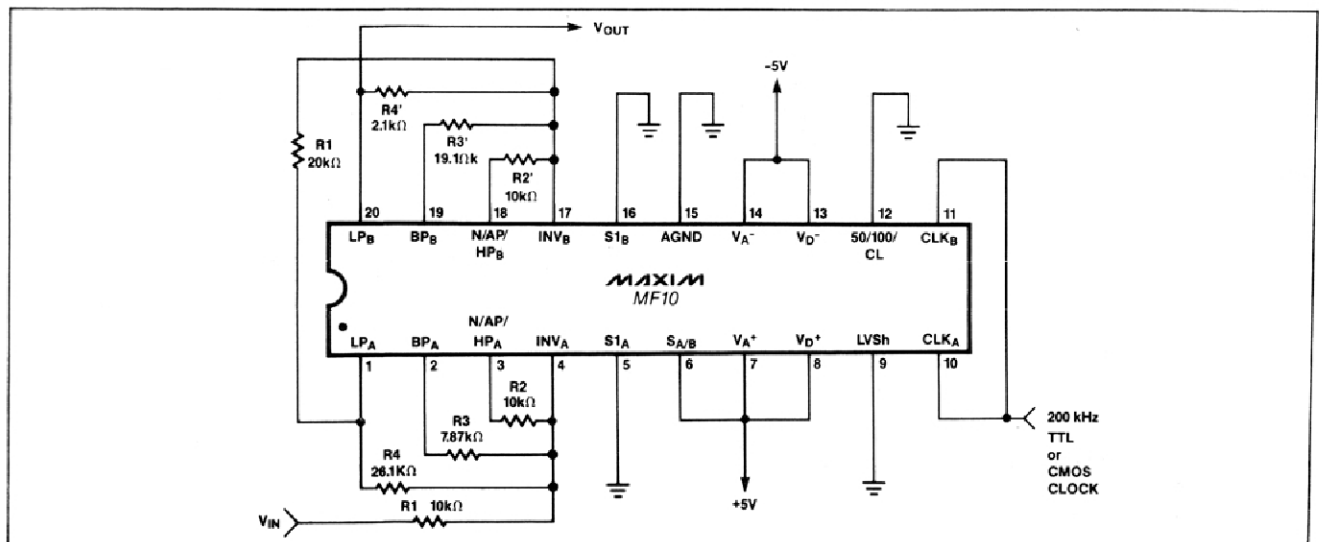 VOUT
R4'
2.1kΩ
R3'
19.1Ωk
R2'
10kΩ
R1
20kΩ
-5V
20 19 18 17 16 15 14 13 12 11
LPB BPB N/AP/ HPB INVB S1B AGND VA- VD- 50/100/ CL CLKB
MAXIM
MF10
LPA BPA N/AP/ HPA INVA S1A SA/B VA+ VD+ LVSh CLKA
1 2 3 4 5 6 7 8 9 10
R2
10kΩ
R3
7.87kΩ
R4
26.1KΩ
R1 10kΩ
VIN
+5V
200 kHz
TTL
or
CMOS
CLOCK